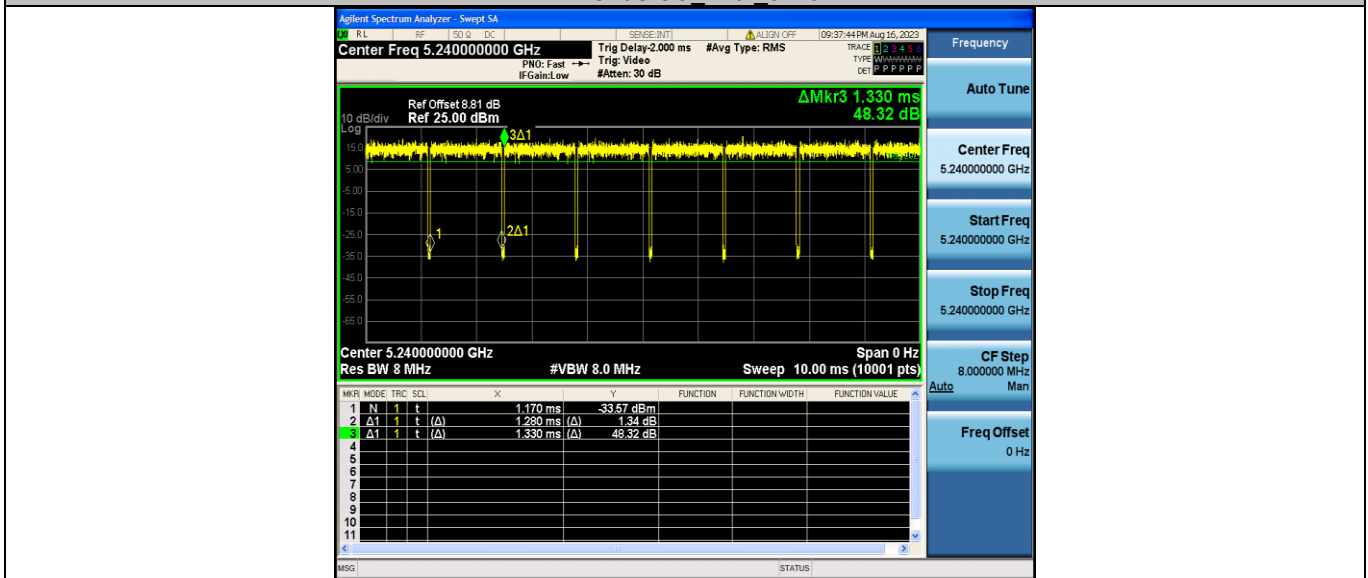 Agilent Spectrum Analyzer - Swept SA
LXI RL RF 50 Ω DC SENSE:INT ALIGN OFF 09:37:44 PM Aug 16, 2023
Center Freq 5.240000000 GHz
PNO: Fast
IFGain:Low
Trig Delay-2.000 ms
Trig: Video
#Atten: 30 dB
#Avg Type: RMS
TRACE 1 2 3 4 5 6
TYPE W
DET P P P P P P
Frequency
Auto Tune
Center Freq
5.240000000 GHz
Start Freq
5.240000000 GHz
Stop Freq
5.240000000 GHz
CF Step
8.000000 MHz
Auto Man
Freq Offset
0 Hz
ΔMkr3 1.330 ms
48.32 dB
Ref Offset 8.81 dB
10 dB/div Ref 25.00 dBm
Log
15.0
5.00
-5.00
-15.0
-25.0
-35.0
-45.0
-55.0
-65.0
3Δ1
1
2Δ1
Center 5.240000000 GHz Span 0 Hz
Res BW 8 MHz #VBW 8.0 MHz Sweep 10.00 ms (10001 pts)
MKR MODE TRC SCL X Y FUNCTION FUNCTION WIDTH FUNCTION VALUE
1 N 1 t 1.170 ms -33.57 dBm
2 Δ1 1 t (Δ) 1.280 ms (Δ) 1.34 dB
3 Δ1 1 t (Δ) 1.330 ms (Δ) 48.32 dB
4
5
6
7
8
9
10
11
MSG STATUS